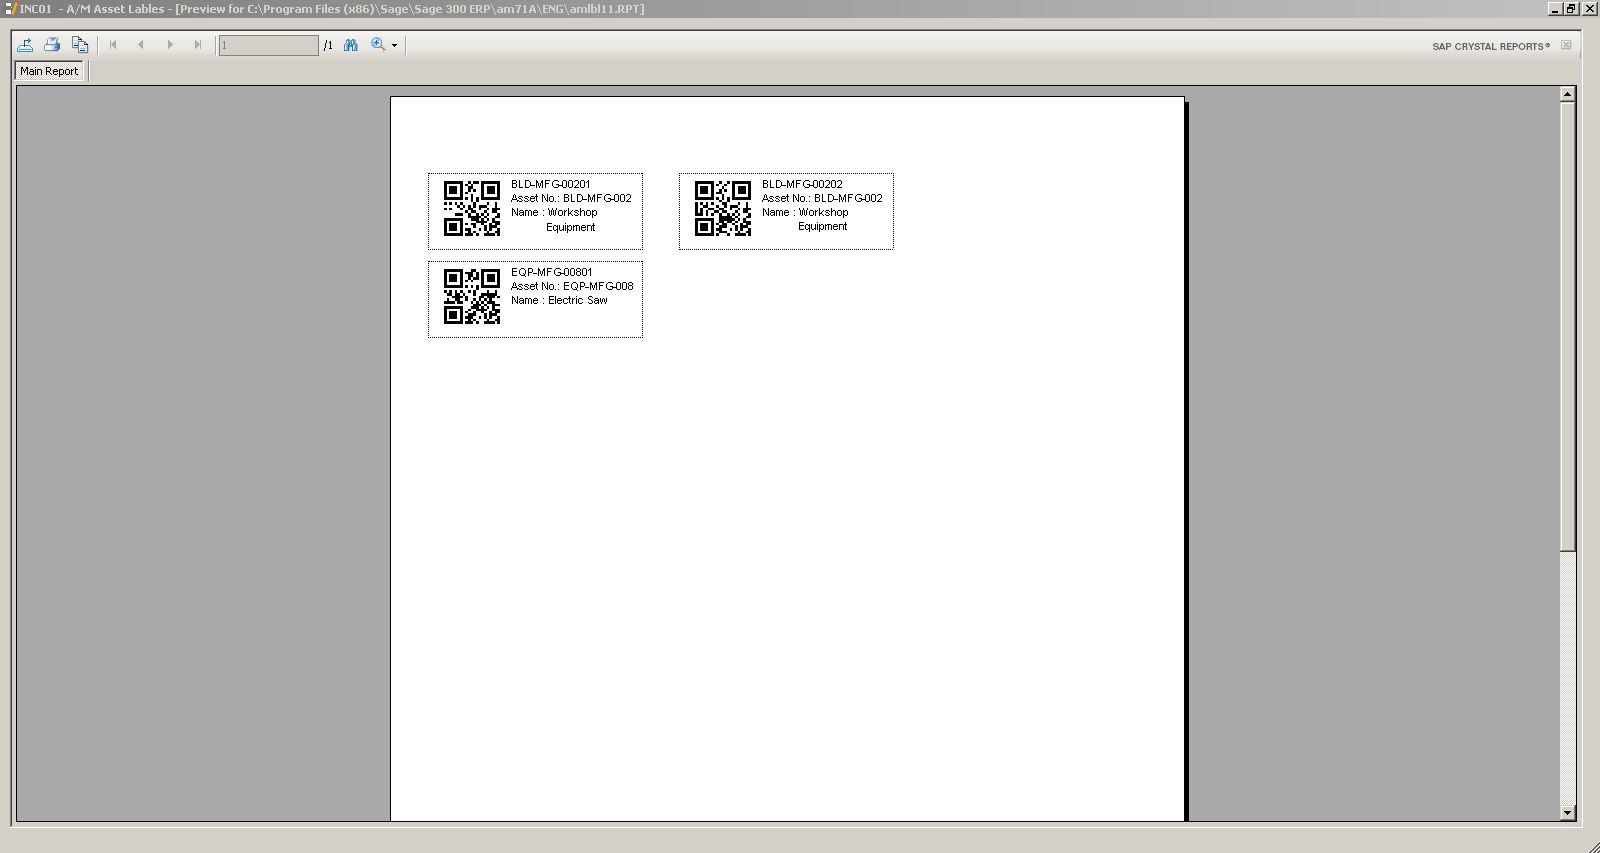 INC01 - A/M Asset Lables - [Preview for C:\Program Files (x86)\Sage\Sage 300 ERP\am71A\ENG\amlbl11.RPT]
1 /1
SAP CRYSTAL REPORTS®
Main Report
BLD-MFG-00201
Asset No.: BLD-MFG-002
Name : Workshop
Equipment
BLD-MFG-00202
Asset No.: BLD-MFG-002
Name : Workshop
Equipment
EQP-MFG-00801
Asset No.: EQP-MFG-008
Name : Electric Saw